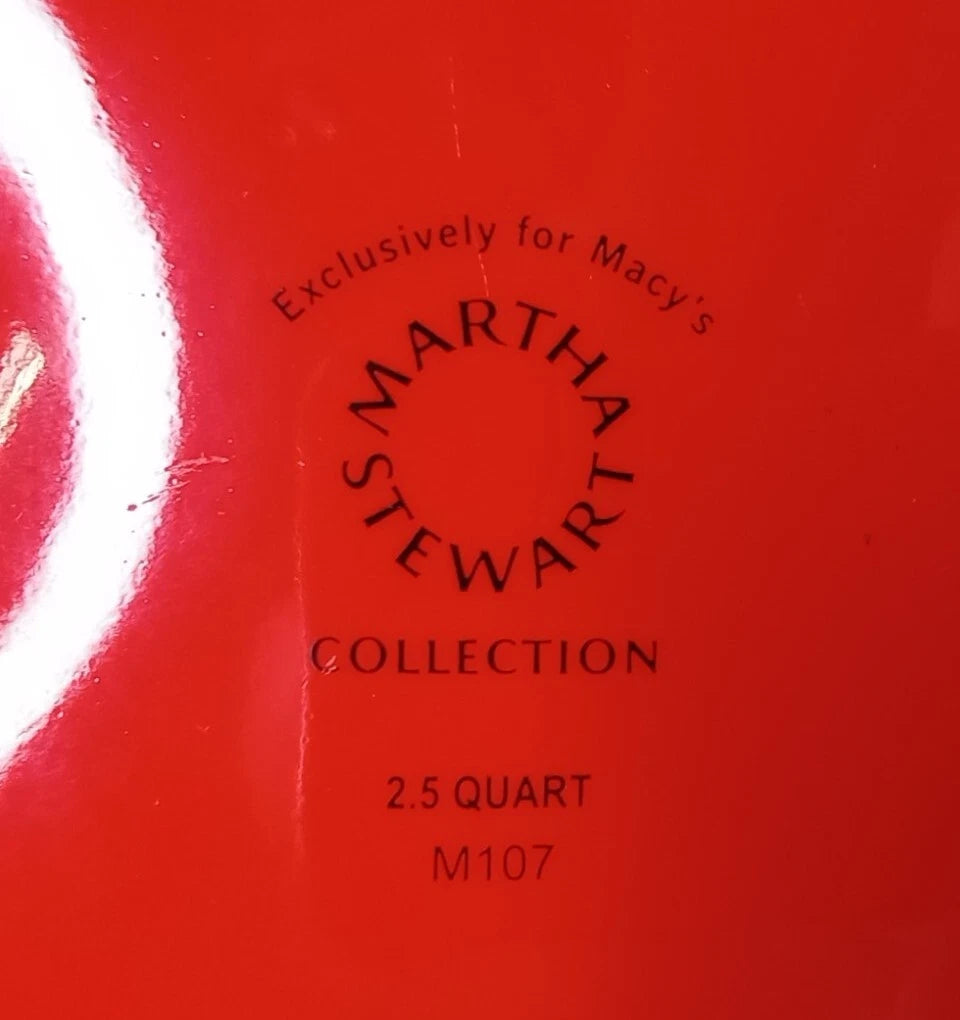 Exclusively for Macy's
MARTHA
STEWART
COLLECTION
2.5 QUART
M107